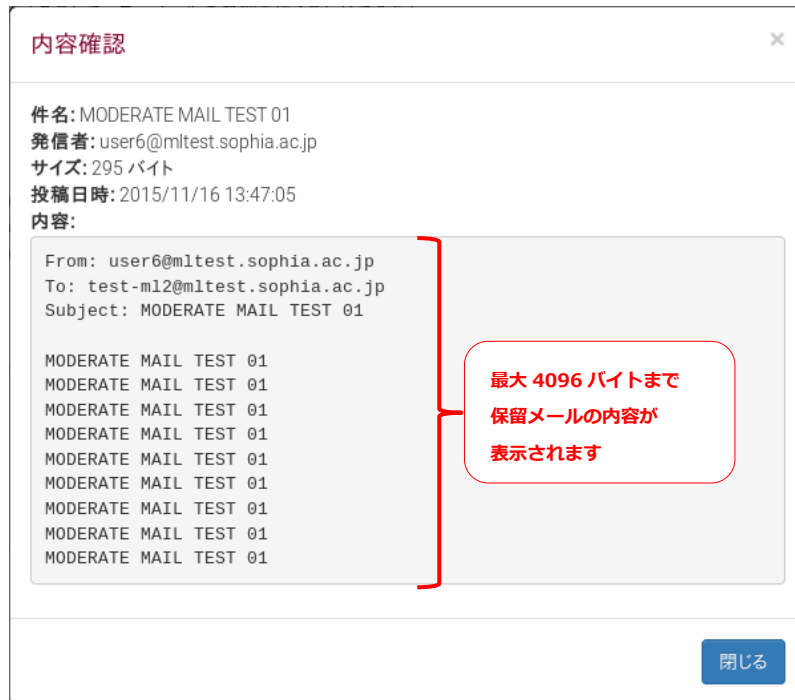 内容確認
×
件名: MODERATE MAIL TEST 01
発信者: user6@mltest.sophia.ac.jp
サイズ: 295 バイト
投稿日時: 2015/11/16 13:47:05
内容:
From: user6@mltest.sophia.ac.jp
To: test-ml2@mltest.sophia.ac.jp
Subject: MODERATE MAIL TEST 01
MODERATE MAIL TEST 01
MODERATE MAIL TEST 01
MODERATE MAIL TEST 01
MODERATE MAIL TEST 01
MODERATE MAIL TEST 01
MODERATE MAIL TEST 01
MODERATE MAIL TEST 01
MODERATE MAIL TEST 01
MODERATE MAIL TEST 01
最大 4096 バイトまで
保留メールの内容が
表示されます
閉じる